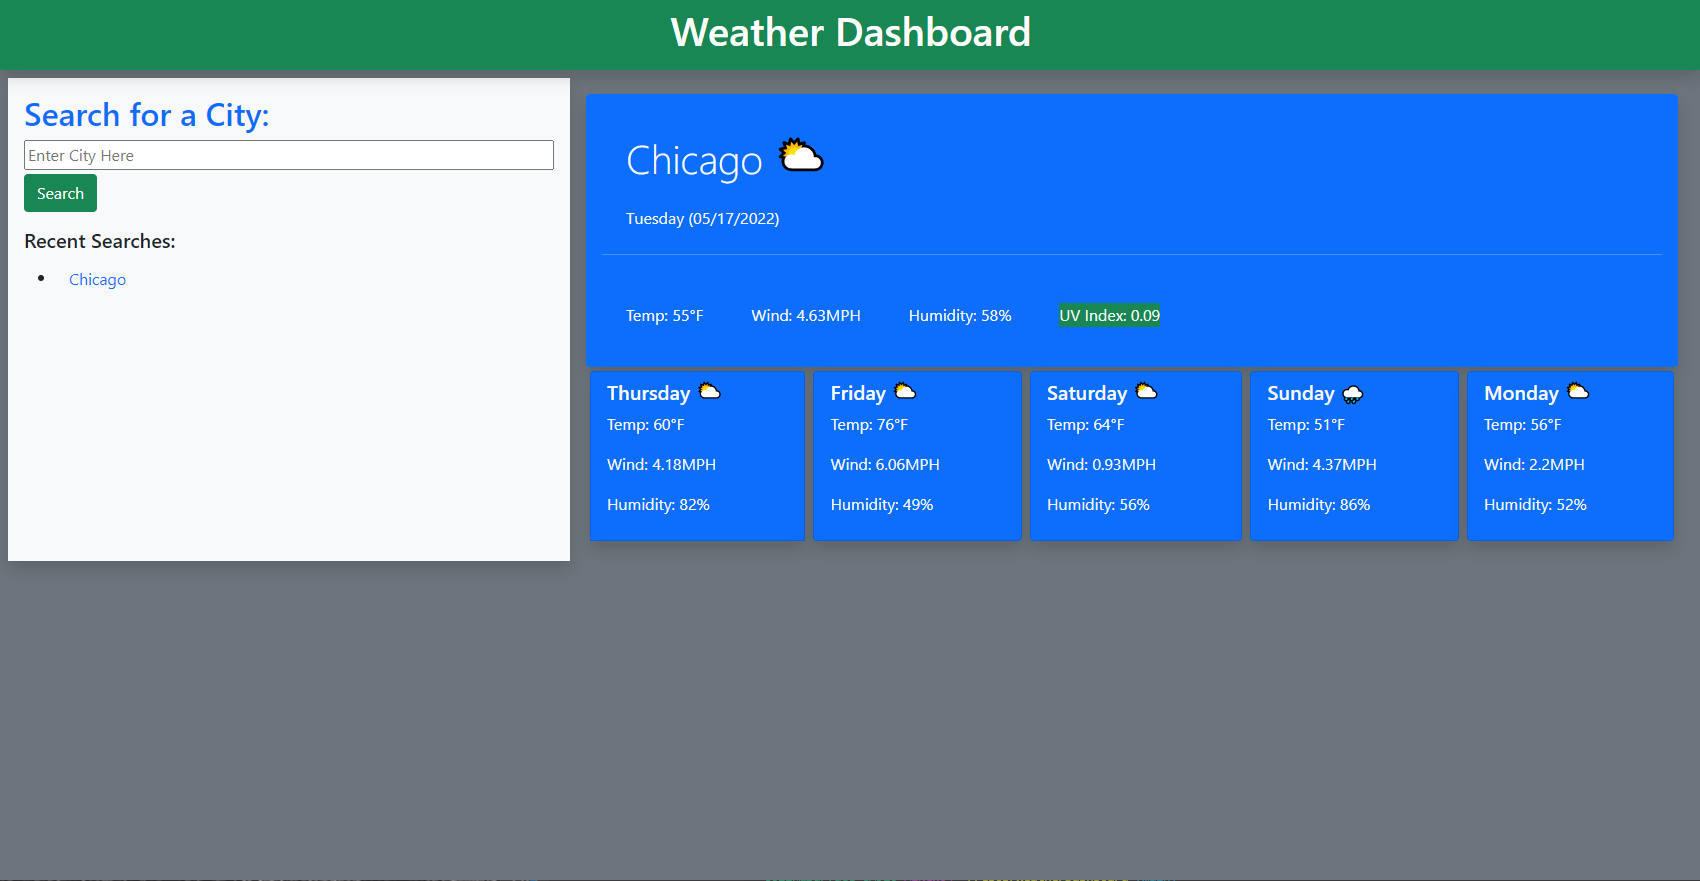 Weather Dashboard
Search for a City:
Enter City Here
Search
Recent Searches:
Chicago
Chicago
Tuesday (05/17/2022)
Temp: 55°F Wind: 4.63MPH Humidity: 58% UV Index: 0.09
Thursday
Temp: 60°F
Wind: 4.18MPH
Humidity: 82%
Friday
Temp: 76°F
Wind: 6.06MPH
Humidity: 49%
Saturday
Temp: 64°F
Wind: 0.93MPH
Humidity: 56%
Sunday
Temp: 51°F
Wind: 4.37MPH
Humidity: 86%
Monday
Temp: 56°F
Wind: 2.2MPH
Humidity: 52%